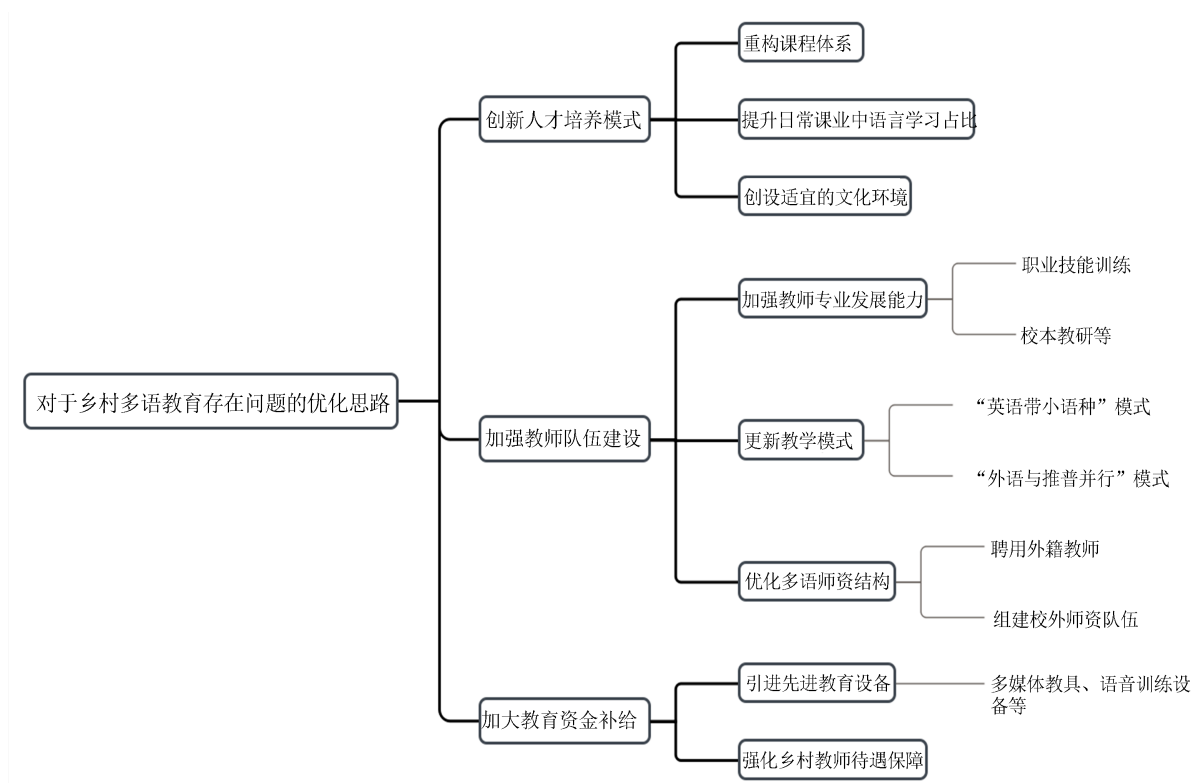 对于乡村多语教育存在问题的优化思路
创新人才培养模式
重构课程体系
提升日常课业中语言学习占比
创设适宜的文化环境
加强教师队伍建设
加强教师专业发展能力
职业技能训练
校本教研等
更新教学模式
“英语带小语种”模式
“外语与推普并行”模式
优化多语师资结构
聘用外籍教师
组建校外师资队伍
加大教育资金补给
引进先进教育设备
多媒体教具、语音训练设
备等
强化乡村教师待遇保障